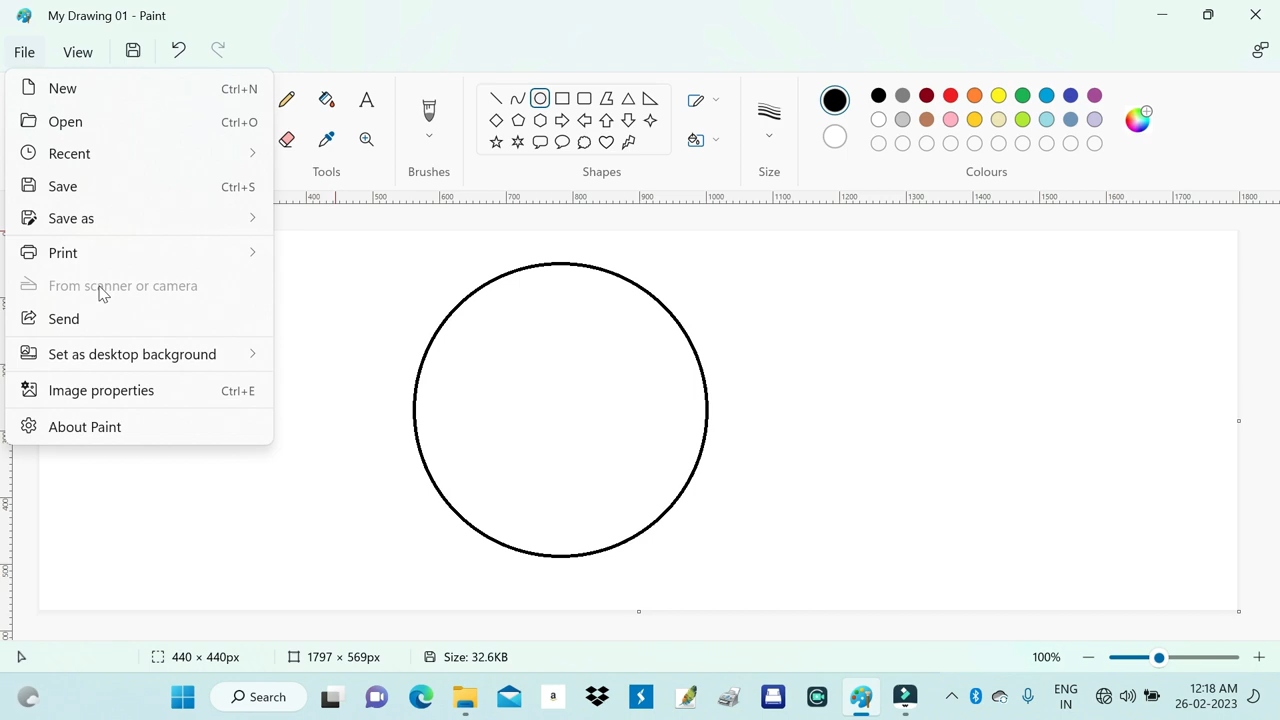 My Drawing 01 - Paint
File View
New Ctrl+N
Open Ctrl+O
Recent
Save Ctrl+S
Save as
Print
From scanner or camera
Send
Set as desktop background
Image properties Ctrl+E
About Paint
A
Tools Brushes Shapes Size Colours
400 500 600 700 800 900 1000 1100 1200 1300 1400 1500 1600 1700 1800
440 × 440px 1797 × 569px Size: 32.6KB 100%
Search
a
ENG
IN
12:18 AM
26-02-2023